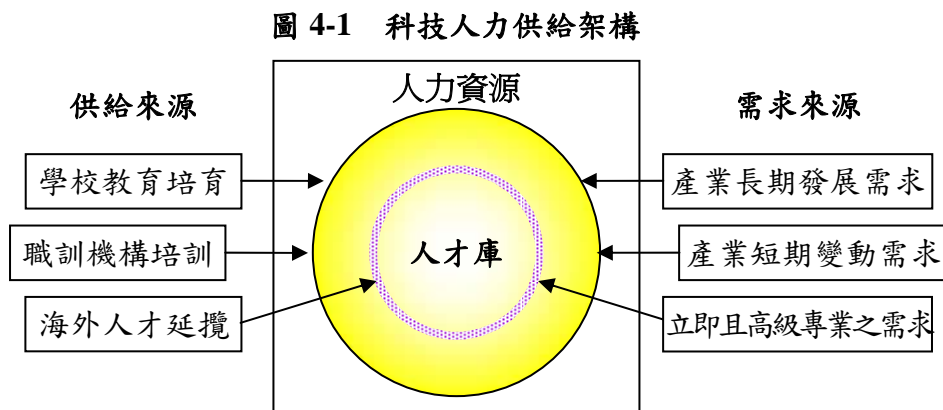 圖 4-1 科技人力供給架構
人力資源
供給來源
需求來源
學校教育培育
產業長期發展需求
職訓機構培訓
人才庫
產業短期變動需求
海外人才延攬
立即且高級專業之需求